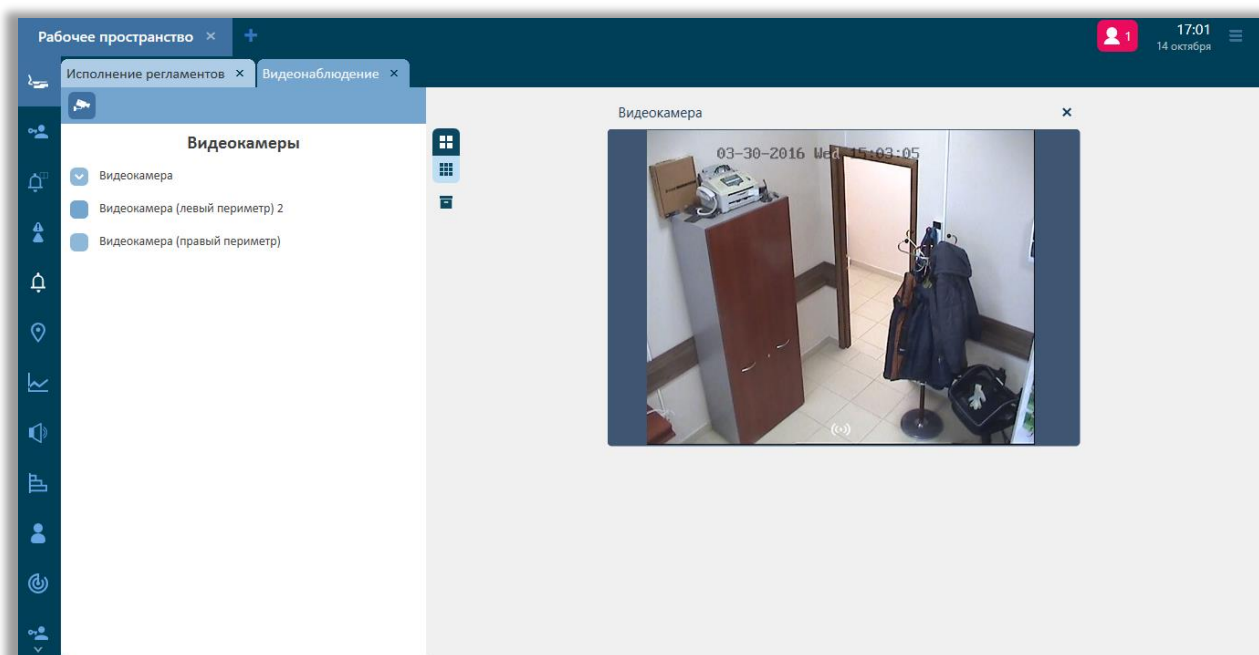 Рабочее пространство
1
17:01
14 октября
Исполнение регламентов
Видеонаблюдение
Видеокамеры
Видеокамера
Видеокамера (левый периметр) 2
Видеокамера (правый периметр)
Видеокамера
03-30-2016 Wed 15:03:05